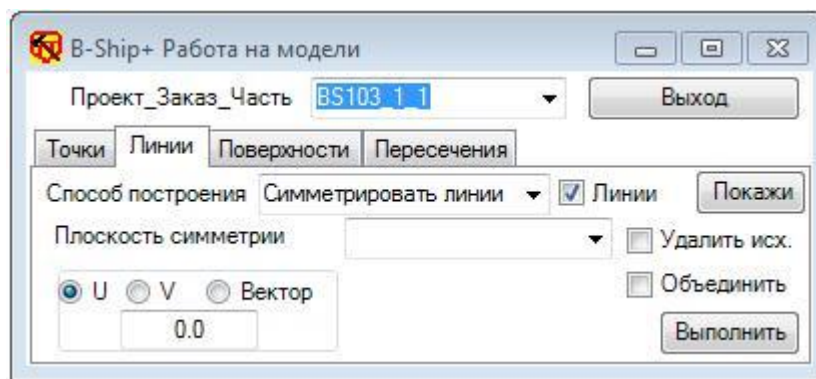 B-Ship+ Работа на модели
Проект_Заказ_Часть BS103_1_1 Выход
Точки Линии Поверхности Пересечения
Способ построения Симметрировать линии Линии Покажи
Плоскость симметрии Удалить исх.
U V Вектор Объединить
0.0 Выполнить